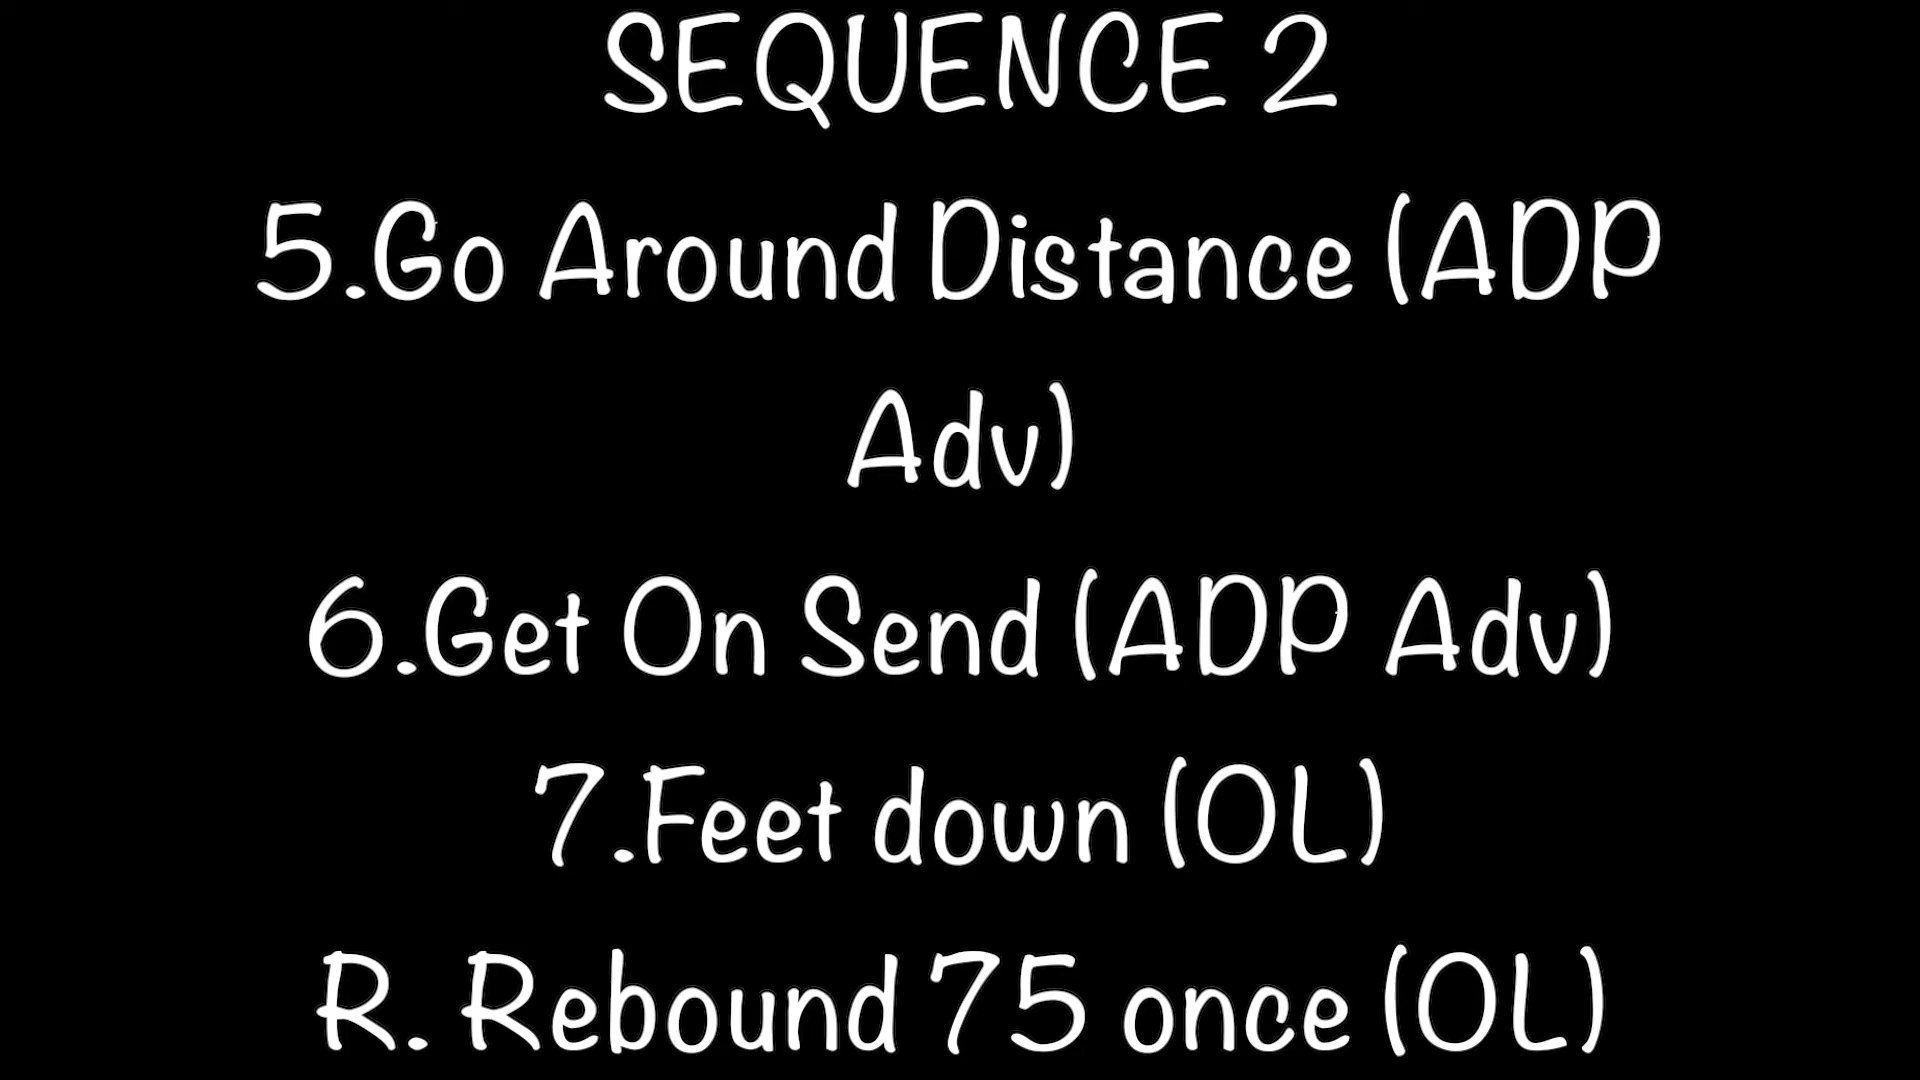 SEQUENCE 2
5.Go Around Distance (ADP
Adv)
6.Get On Send (ADP Adv)
7.Feet down (OL)
R. Rebound 75 once (OL)